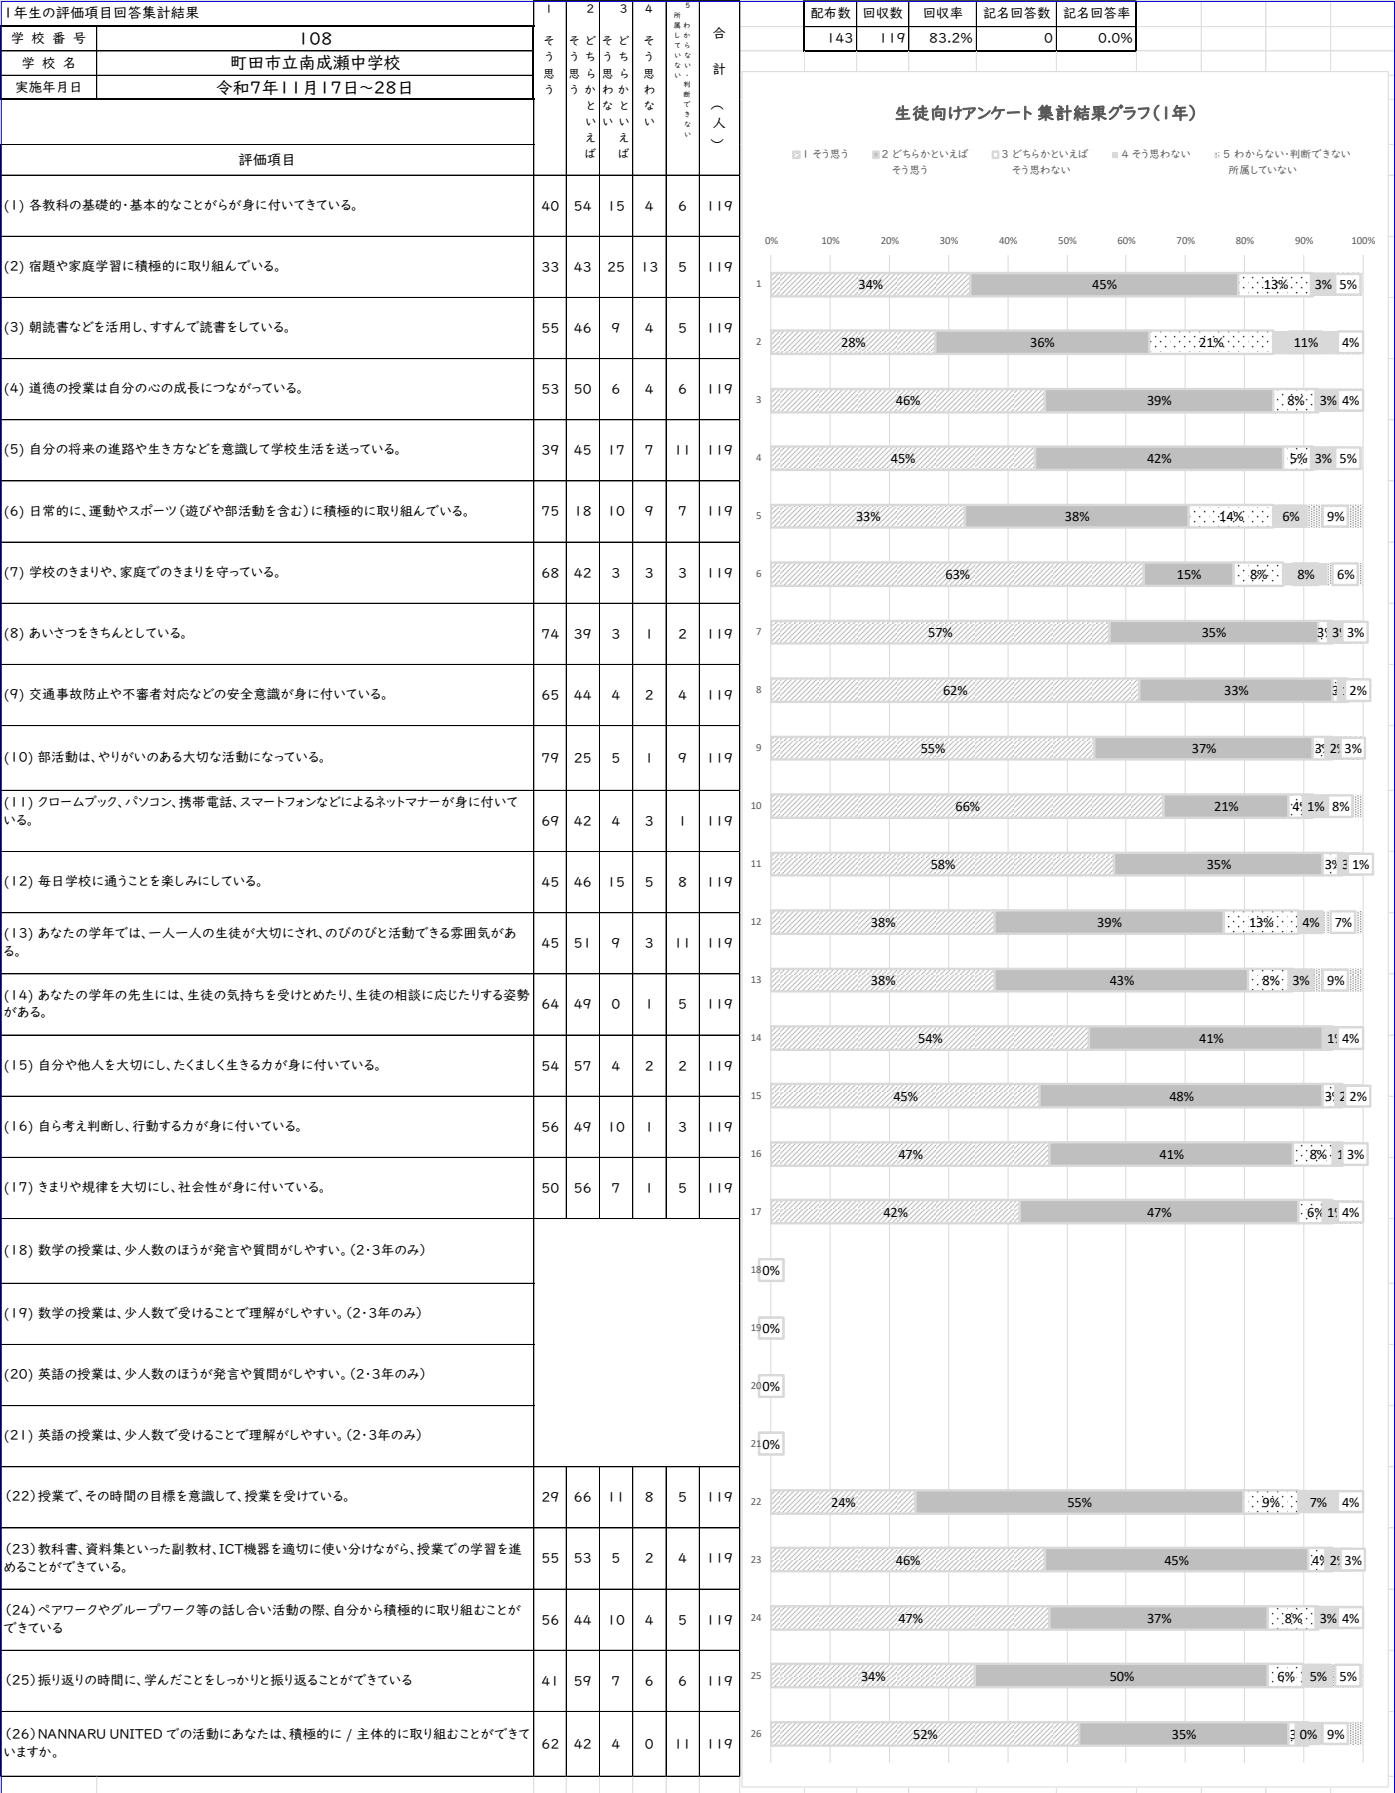 1年生の評価項目回答集計結果
学校番号 108
学校名 町田市立南成瀬中学校
実施年月日 令和7年11月17日~28日
評価項目
1 そう思う
2 どちらかといえばそう思う
3 どちらかといえばそう思わない
4 そう思わない
5 わからない・判断できない
所属していない
合計(人)
配布数 回収数 回収率 記名回答数 記名回答率
143 119 83.2% 0 0.0%
(1) 各教科の基礎的・基本的なことがらが身に付いてきている。 40 54 15 4 6 119
(2) 宿題や家庭学習に積極的に取り組んでいる。 33 43 25 13 5 119
(3) 朝読書などを活用し、すすんで読書をしている。 55 46 9 4 5 119
(4) 道徳の授業は自分の心の成長につながっている。 53 50 6 4 6 119
(5) 自分の将来の進路や生き方などを意識して学校生活を送っている。 39 45 17 7 11 119
(6) 日常的に、運動やスポーツ(遊びや部活動を含む)に積極的に取り組んでいる。 75 18 10 9 7 119
(7) 学校のきまりや、家庭でのきまりを守っている。 68 42 3 3 3 119
(8) あいさつをきちんとしている。 74 39 3 1 2 119
(9) 交通事故防止や不審者対応などの安全意識が身に付いている。 65 44 4 2 4 119
(10) 部活動は、やりがいのある大切な活動になっている。 79 25 5 1 9 119
(11) クロームブック、パソコン、携帯電話、スマートフォンなどによるネットマナーが身に付いて
いる。 69 42 4 3 1 119
(12) 毎日学校に通うことを楽しみにしている。 45 46 15 5 8 119
(13) あなたの学年では、一人一人の生徒が大切にされ、のびのびと活動できる雰囲気があ
る。 45 51 9 3 11 119
(14) あなたの学年の先生には、生徒の気持ちを受けとめたり、生徒の相談に応じたりする姿勢
がある。 64 49 0 1 5 119
(15) 自分や他人を大切にし、たくましく生きる力が身に付いている。 54 57 4 2 2 119
(16) 自ら考え判断し、行動する力が身に付いている。 56 49 10 1 3 119
(17) きまりや規律を大切にし、社会性が身に付いている。 50 56 7 1 5 119
(18) 数学の授業は、少人数のほうが発言や質問がしやすい。(2・3年のみ)
(19) 数学の授業は、少人数で受けることで理解がしやすい。(2・3年のみ)
(20) 英語の授業は、少人数のほうが発言や質問がしやすい。(2・3年のみ)
(21) 英語の授業は、少人数で受けることで理解がしやすい。(2・3年のみ)
(22)授業で、その時間の目標を意識して、授業を受けている。 29 66 11 8 5 119
(23)教科書、資料集といった副教材、ICT機器を適切に使い分けながら、授業での学習を進
めることができている。 55 53 5 2 4 119
(24)ペアワークやグループワーク等の話し合い活動の際、自分から積極的に取り組むことが
できている 56 44 10 4 5 119
(25)振り返りの時間に、学んだことをしっかりと振り返ることができている 41 59 7 6 6 119
(26)NANNARU UNITED での活動にあなたは、積極的に / 主体的に取り組むことができて
いますか。 62 42 4 0 11 119
生徒向けアンケート 集計結果グラフ(1年)
1 そう思う
2 どちらかといえば
そう思う
3 どちらかといえば
そう思わない
4 そう思わない
5 わからない・判断できない
所属していない
0% 10% 20% 30% 40% 50% 60% 70% 80% 90% 100%
1 34% 45% 13% 3% 5%
2 28% 36% 21% 11% 4%
3 46% 39% 8% 3% 4%
4 45% 42% 5% 3% 5%
5 33% 38% 14% 6% 9%
6 63% 15% 8% 8% 6%
7 57% 35% 3% 3% 3%
8 62% 33% 3 2%
9 55% 37% 3% 2% 3%
10 66% 21% 4% 1% 8%
11 58% 35% 3% 3 1%
12 38% 39% 13% 4% 7%
13 38% 43% 8% 3% 9%
14 54% 41% 1% 4%
15 45% 48% 3% 2 2%
16 47% 41% 8% 1 3%
17 42% 47% 6% 1% 4%
18 0%
19 0%
20 0%
21 0%
22 24% 55% 9% 7% 4%
23 46% 45% 4% 2% 3%
24 47% 37% 8% 3% 4%
25 34% 50% 6% 5% 5%
26 52% 35% 3 0% 9%